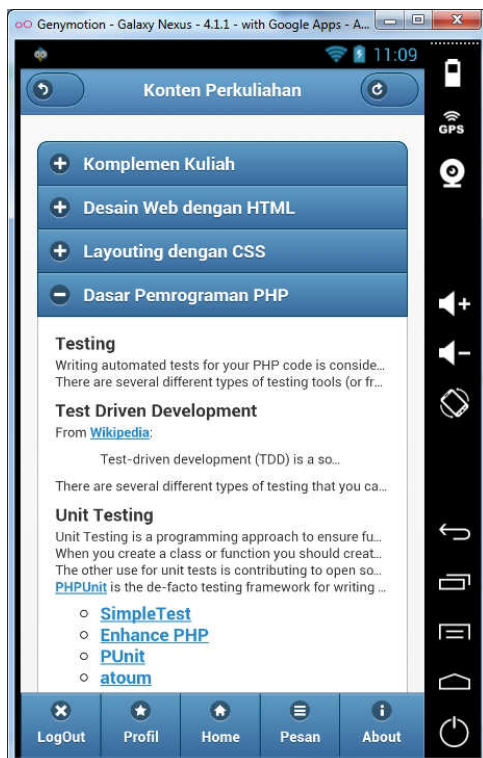 Genymotion - Galaxy Nexus - 4.1.1 - with Google Apps - A...
11:09
Konten Perkuliahan
GPS
Komplemen Kuliah
Desain Web dengan HTML
Layouting dengan CSS
Dasar Pemrograman PHP
Testing
Writing automated tests for your PHP code is conside...
There are several different types of testing tools (or fr...
Test Driven Development
From Wikipedia:
Test-driven development (TDD) is a so...
There are several different types of testing that you ca...
Unit Testing
Unit Testing is a programming approach to ensure fu...
When you create a class or function you should creat...
The other use for unit tests is contributing to open so...
PHPUnit is the de-facto testing framework for writing ...
SimpleTest
Enhance PHP
PUnit
atoum
LogOut Profil Home Pesan About